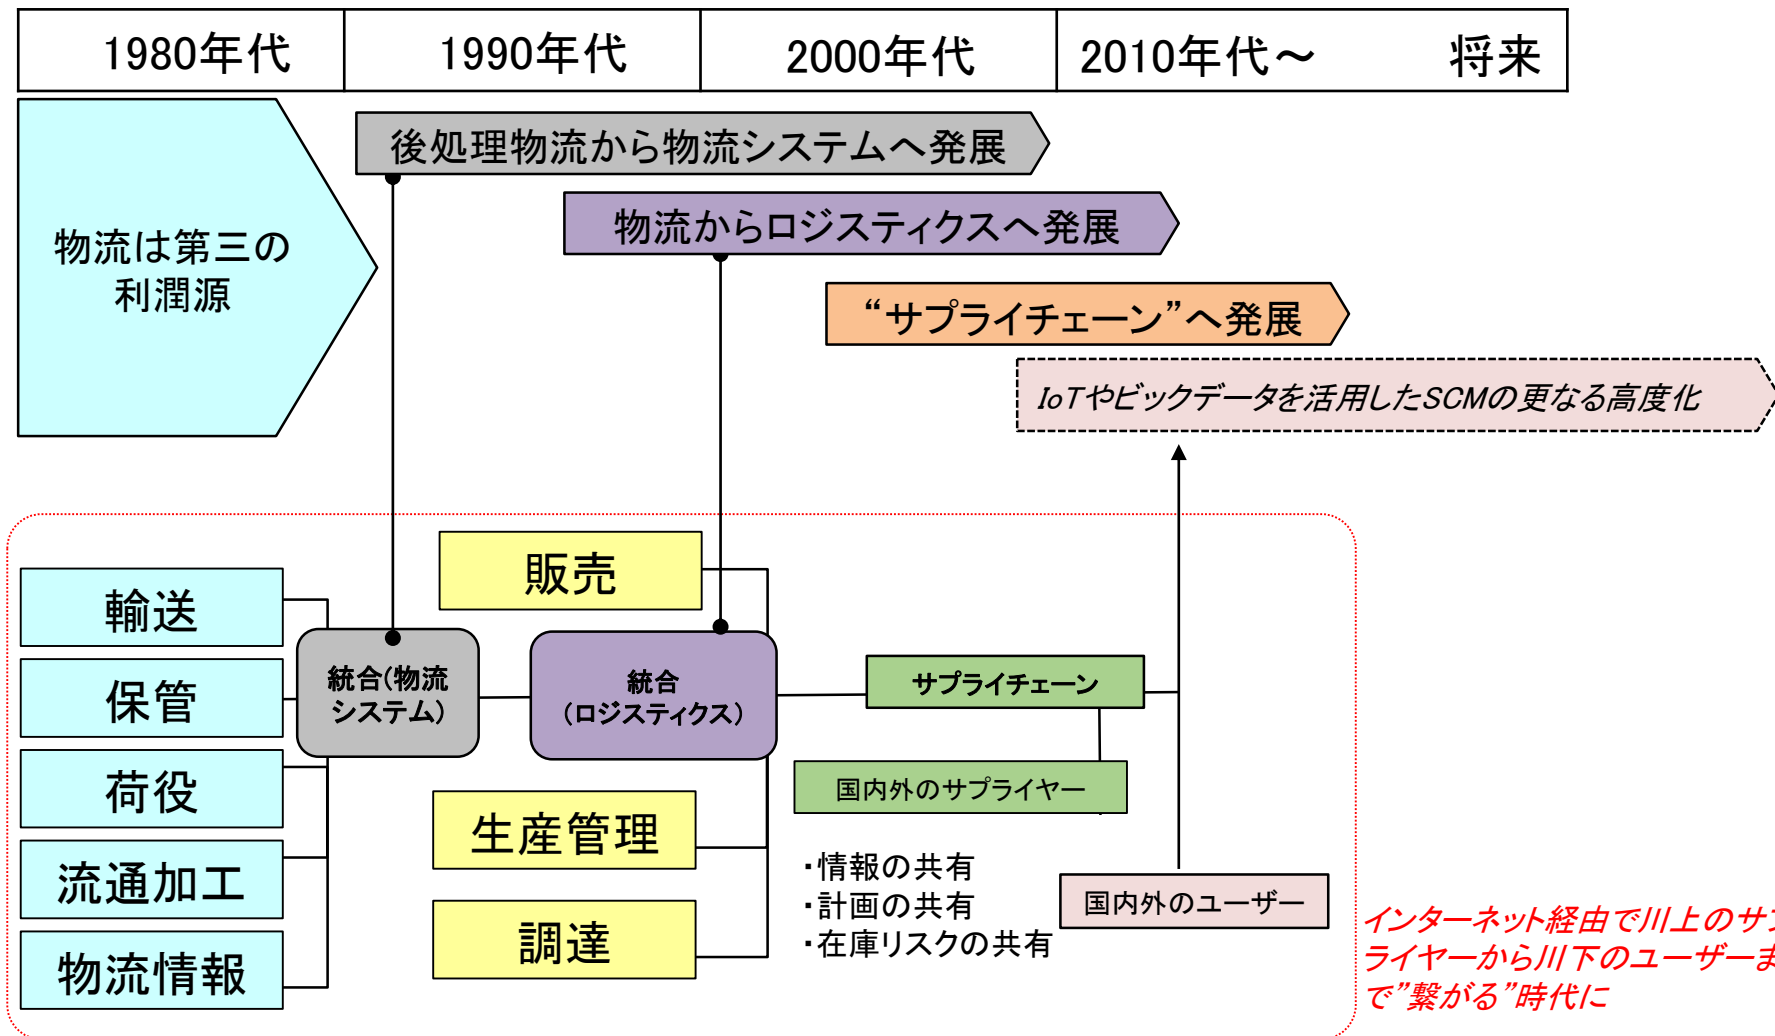 1980年代
1990年代
2000年代
2010年代～　将来
物流は第三の
利潤源
後処理物流から物流システムへ発展
物流からロジスティクスへ発展
“サプライチェーン”へ発展
IoTやビックデータを活用したSCMの更なる高度化
輸送
保管
荷役
流通加工
物流情報
統合(物流
システム)
販売
統合
(ロジスティクス)
生産管理
調達
サプライチェーン
国内外のサプライヤー
・情報の共有
・計画の共有
・在庫リスクの共有
国内外のユーザー
インターネット経由で川上のサプ
ライヤーから川下のユーザーま
で”繋がる”時代に